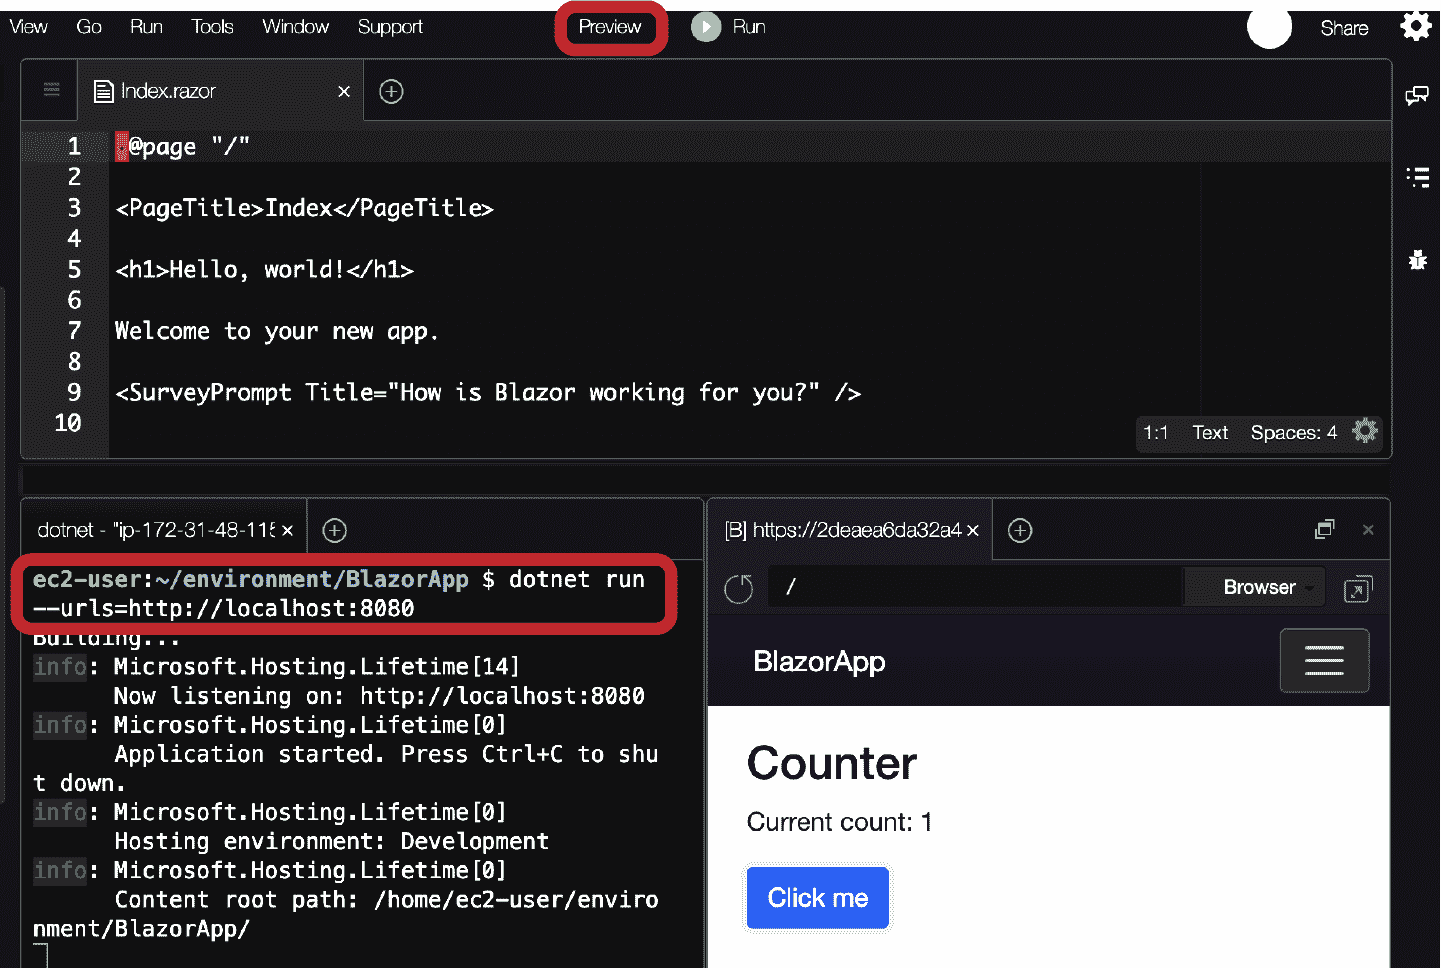 View Go Run Tools Window Support Preview Run Share
Index.razor
1 @page "/"
2
3 <PageTitle>Index</PageTitle>
4
5 <h1>Hello, world!</h1>
6
7 Welcome to your new app.
8
9 <SurveyPrompt Title="How is Blazor working for you?" />
10
1:1 Text Spaces: 4
dotnet - "ip-172-31-48-115
ec2-user:~/environment/BlazorApp $ dotnet run
--urls=http://localhost:8080
Building...
info: Microsoft.Hosting.Lifetime[14]
Now listening on: http://localhost:8080
info: Microsoft.Hosting.Lifetime[0]
Application started. Press Ctrl+C to shu
t down.
info: Microsoft.Hosting.Lifetime[0]
Hosting environment: Development
info: Microsoft.Hosting.Lifetime[0]
Content root path: /home/ec2-user/enviro
nment/BlazorApp/
[B] https://2deaea6da32a4
/ Browser
BlazorApp
Counter
Current count: 1
Click me